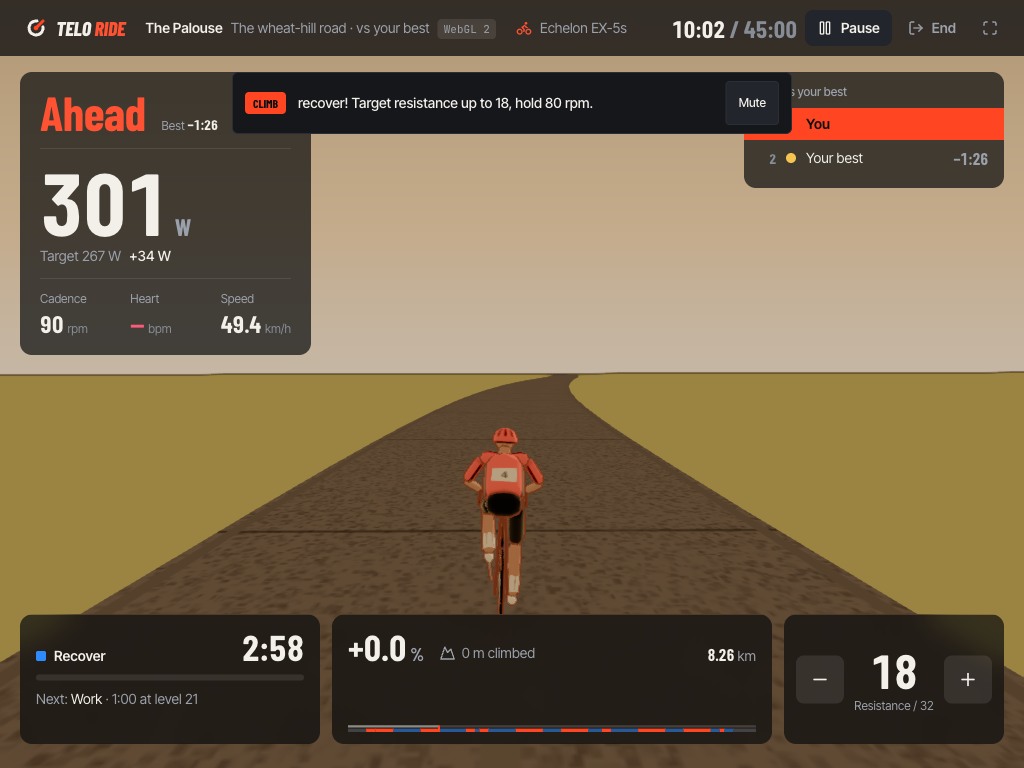 TELO RIDE The Palouse The wheat-hill road · vs your best WebGL 2 Echelon EX-5s 10:02 / 45:00 Pause End
CLIMB recover! Target resistance up to 18, hold 80 rpm. Mute
s your best
Ahead Best −1:26
You
2 Your best −1:26
301 W
Target 267 W +34 W
Cadence Heart Speed
90 rpm – bpm 49.4 km/h
4
Recover 2:58
Next: Work · 1:00 at level 21
+0.0 % 0 m climbed 8.26 km
− 18 +
Resistance / 32